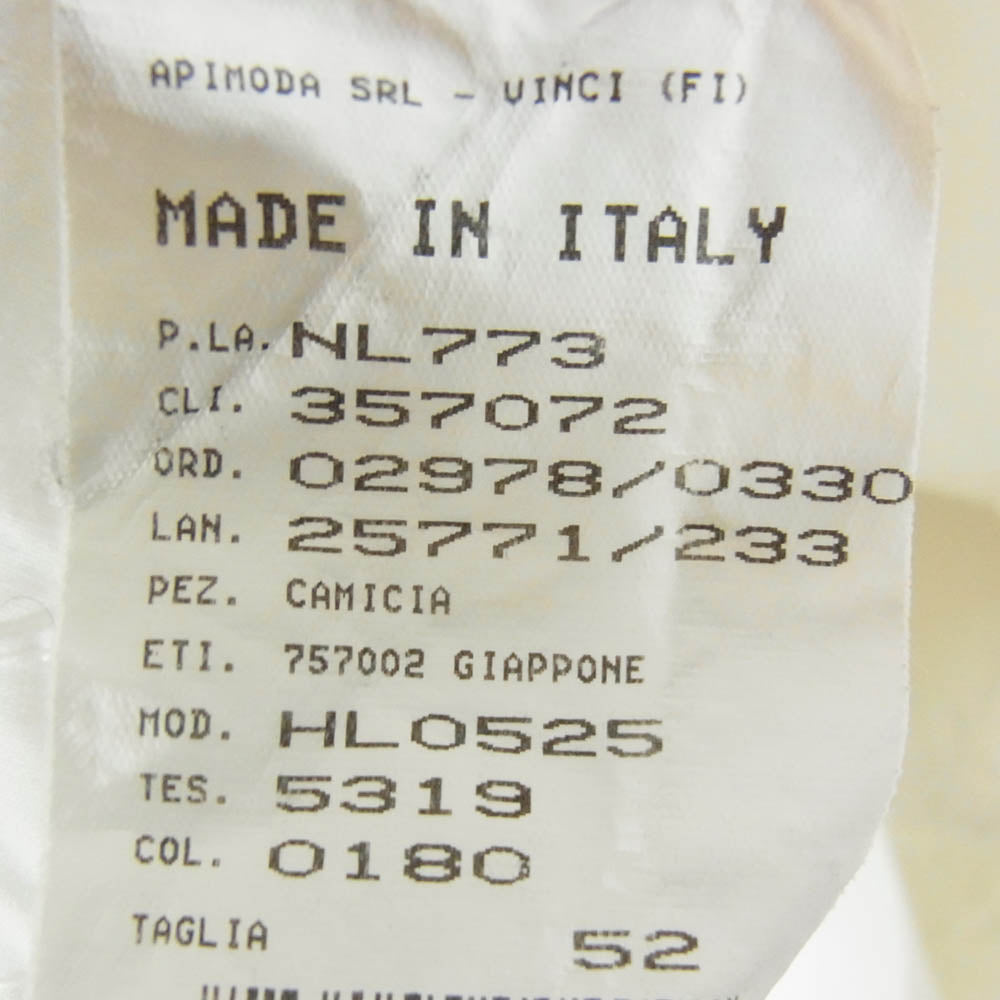 APIMODA SRL - VINCI (FI)
MADE IN ITALY
P.LA. NL773
CLI. 357072
ORD. 02978/0330
LAN. 25771/233
PEZ. CAMICIA
ETI. 757002 GIAPPONE
MOD. HL0525
TES. 5319
COL. 0180
TAGLIA 52